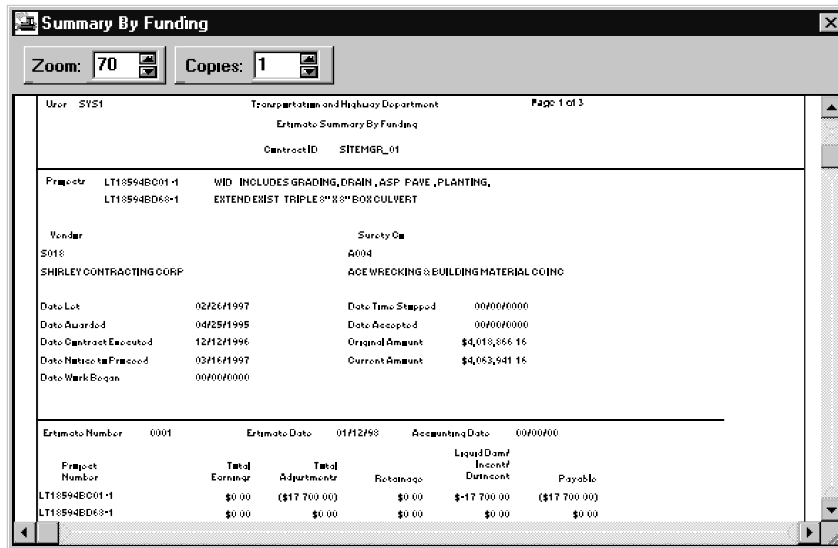 Summary By Funding
Zoom: 70 Copies: 1
User SYS1 Transportation and Highway Department Page 1 of 3
Estimate Summary By Funding
Contract ID SITEMGR_01
Projects LT18594BC01-1 WID INCLUDES GRADING, DRAIN, ASP PAVE, PLANTING,
LT18594BD68-1 EXTEND EXIST TRIPLE 8" X 8" BOX CULVERT
Vendor Surety Co
S018 A004
SHIRLEY CONTRACTING CORP ACE WRECKING & BUILDING MATERIAL CO INC
Date Let 02/26/1997 Date Time Stopped 00/00/0000
Date Awarded 04/25/1995 Date Accepted 00/00/0000
Date Contract Executed 12/12/1996 Original Amount $4,018,866 16
Date Notice to Proceed 03/16/1997 Current Amount $4,063,941 16
Date Work Began 00/00/0000
Estimate Number 0001 Estimate Date 01/12/98 Accounting Date 00/00/00
Project Number Total Earnings Total Adjustments Retainage Liquid Dam/ Incent/ Disincent Payable
LT18594BC01-1 $0 00 ($17 700 00) $0 00 $-17 700 00 ($17 700 00)
LT18594BD68-1 $0 00 $0 00 $0 00 $0 00 $0 00